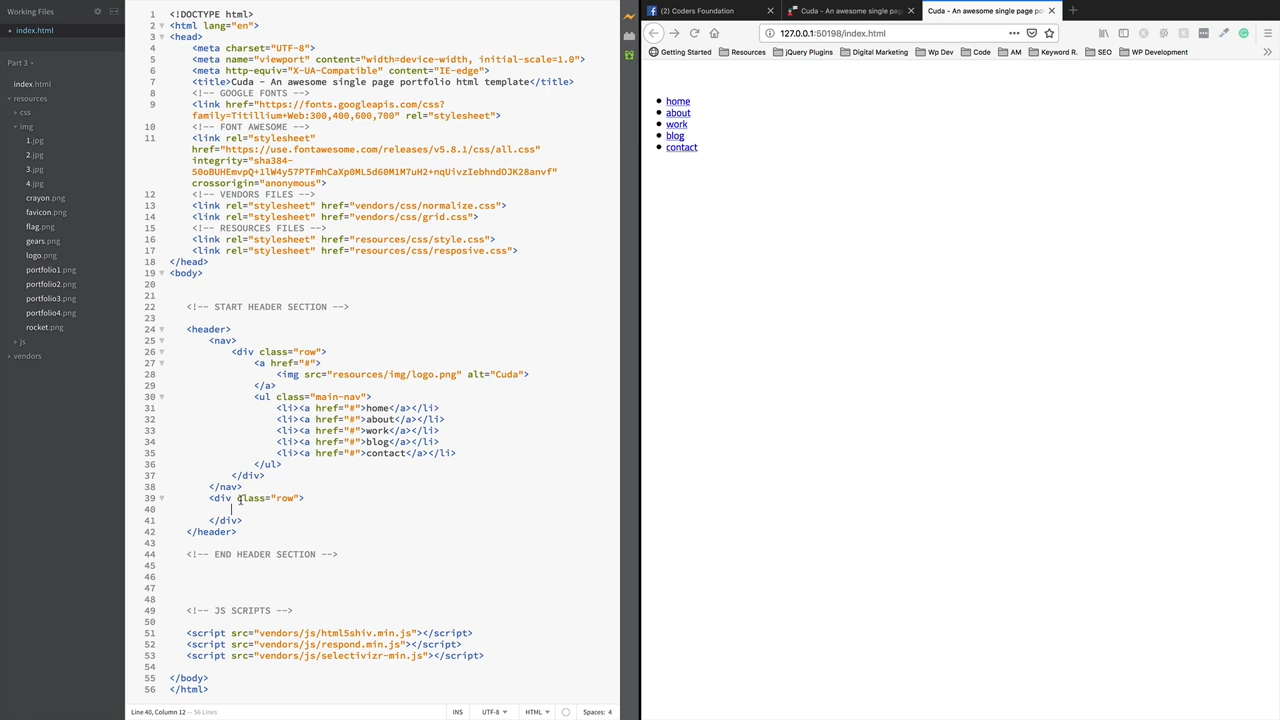 Working Files
index.html
Part 3
index.html
resources
css
img
1.jpg
2.jpg
3.jpg
4.jpg
crayon.png
favicon.png
flag.png
gears.png
logo.png
portfolio1.png
portfolio2.png
portfolio3.png
portfolio4.png
rocket.png
js
vendors
1 <!DOCTYPE html>
2 <html lang="en">
3 <head>
4 <meta charset="UTF-8">
5 <meta name="viewport" content="width=device-width, initial-scale=1.0">
6 <meta http-equiv="X-UA-Compatible" content="IE-edge">
7 <title>Cuda - An awesome single page portfolio html template</title>
8 <!-- GOOGLE FONTS -->
9 <link href="https://fonts.googleapis.com/css?
family=Titillium+Web:300,400,600,700" rel="stylesheet">
10 <!-- FONT AWESOME -->
11 <link rel="stylesheet"
href="https://use.fontawesome.com/releases/v5.8.1/css/all.css"
integrity="sha384-
50oBUHEmvpQ+1lW4y57PTFmhCaXp0ML5d60M1M7uH2+nqUivzIebhndOJK28anvf"
crossorigin="anonymous">
12 <!-- VENDORS FILES -->
13 <link rel="stylesheet" href="vendors/css/normalize.css">
14 <link rel="stylesheet" href="vendors/css/grid.css">
15 <!-- RESOURCES FILES -->
16 <link rel="stylesheet" href="resources/css/style.css">
17 <link rel="stylesheet" href="resources/css/resposive.css">
18 </head>
19 <body>
20
21
22 <!-- START HEADER SECTION -->
23
24 <header>
25 <nav>
26 <div class="row">
27 <a href="#">
28 <img src="resources/img/logo.png" alt="Cuda">
29 </a>
30 <ul class="main-nav">
31 <li><a href="#">home</a></li>
32 <li><a href="#">about</a></li>
33 <li><a href="#">work</a></li>
34 <li><a href="#">blog</a></li>
35 <li><a href="#">contact</a></li>
36 </ul>
37 </div>
38 </nav>
39 <div class="row">
40
41 </div>
42 </header>
43
44 <!-- END HEADER SECTION -->
45
46
47
48
49 <!-- JS SCRIPTS -->
50
51 <script src="vendors/js/html5shiv.min.js"></script>
52 <script src="vendors/js/respond.min.js"></script>
53 <script src="vendors/js/selectivizr-min.js"></script>
54
55 </body>
56 </html>
Line 40, Column 12 — 56 Lines
INS UTF-8 HTML Spaces: 4
(2) Coders Foundation
Cuda - An awesome single page
Cuda - An awesome single page po
127.0.0.1:50198/index.html
Getting Started Resources jQuery Plugins Digital Marketing Wp Dev Code AM Keyword R. SEO WP Development
home
about
work
blog
contact